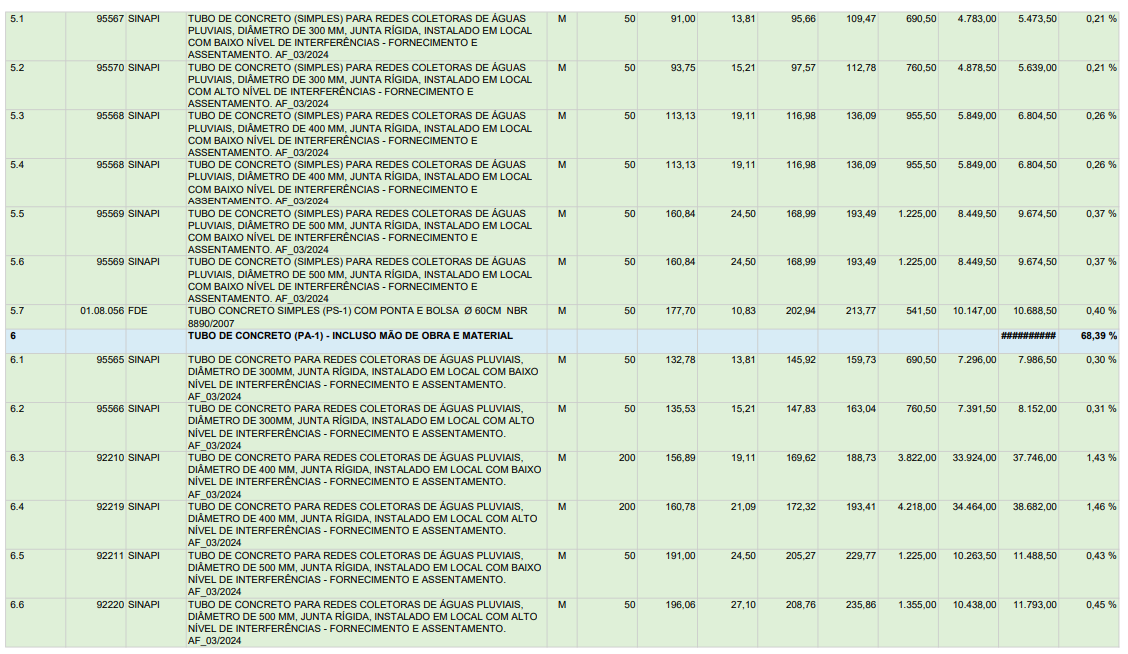 5.1 95567 SINAPI TUBO DE CONCRETO (SIMPLES) PARA REDES COLETORAS DE ÁGUAS M 50 91,00 13,81 95,66 109,47 690,50 4.783,00 5.473,50 0,21 %
PLUVIAIS, DIÂMETRO DE 300 MM, JUNTA RÍGIDA, INSTALADO EM LOCAL
COM BAIXO NÍVEL DE INTERFERÊNCIAS - FORNECIMENTO E
ASSENTAMENTO. AF_03/2024
5.2 95570 SINAPI TUBO DE CONCRETO (SIMPLES) PARA REDES COLETORAS DE ÁGUAS M 50 93,75 15,21 97,57 112,78 760,50 4.878,50 5.639,00 0,21 %
PLUVIAIS, DIÂMETRO DE 300 MM, JUNTA RÍGIDA, INSTALADO EM LOCAL
COM ALTO NÍVEL DE INTERFERÊNCIAS - FORNECIMENTO E
ASSENTAMENTO. AF_03/2024
5.3 95568 SINAPI TUBO DE CONCRETO (SIMPLES) PARA REDES COLETORAS DE ÁGUAS M 50 113,13 19,11 116,98 136,09 955,50 5.849,00 6.804,50 0,26 %
PLUVIAIS, DIÂMETRO DE 400 MM, JUNTA RÍGIDA, INSTALADO EM LOCAL
COM BAIXO NÍVEL DE INTERFERÊNCIAS - FORNECIMENTO E
ASSENTAMENTO. AF_03/2024
5.4 95568 SINAPI TUBO DE CONCRETO (SIMPLES) PARA REDES COLETORAS DE ÁGUAS M 50 113,13 19,11 116,98 136,09 955,50 5.849,00 6.804,50 0,26 %
PLUVIAIS, DIÂMETRO DE 400 MM, JUNTA RÍGIDA, INSTALADO EM LOCAL
COM BAIXO NÍVEL DE INTERFERÊNCIAS - FORNECIMENTO E
ASSENTAMENTO. AF_03/2024
5.5 95569 SINAPI TUBO DE CONCRETO (SIMPLES) PARA REDES COLETORAS DE ÁGUAS M 50 160,84 24,50 168,99 193,49 1.225,00 8.449,50 9.674,50 0,37 %
PLUVIAIS, DIÂMETRO DE 500 MM, JUNTA RÍGIDA, INSTALADO EM LOCAL
COM BAIXO NÍVEL DE INTERFERÊNCIAS - FORNECIMENTO E
ASSENTAMENTO. AF_03/2024
5.6 95569 SINAPI TUBO DE CONCRETO (SIMPLES) PARA REDES COLETORAS DE ÁGUAS M 50 160,84 24,50 168,99 193,49 1.225,00 8.449,50 9.674,50 0,37 %
PLUVIAIS, DIÂMETRO DE 500 MM, JUNTA RÍGIDA, INSTALADO EM LOCAL
COM BAIXO NÍVEL DE INTERFERÊNCIAS - FORNECIMENTO E
ASSENTAMENTO. AF_03/2024
5.7 01.08.056 FDE TUBO CONCRETO SIMPLES (PS-1) COM PONTA E BOLSA Ø 60CM NBR M 50 177,70 10,83 202,94 213,77 541,50 10.147,00 10.688,50 0,40 %
8890/2007
6 TUBO DE CONCRETO (PA-1) - INCLUSO MÃO DE OBRA E MATERIAL ########## 68,39 %
6.1 95565 SINAPI TUBO DE CONCRETO PARA REDES COLETORAS DE ÁGUAS PLUVIAIS, M 50 132,78 13,81 145,92 159,73 690,50 7.296,00 7.986,50 0,30 %
DIÂMETRO DE 300MM, JUNTA RÍGIDA, INSTALADO EM LOCAL COM BAIXO
NÍVEL DE INTERFERÊNCIAS - FORNECIMENTO E ASSENTAMENTO.
AF_03/2024
6.2 95566 SINAPI TUBO DE CONCRETO PARA REDES COLETORAS DE ÁGUAS PLUVIAIS, M 50 135,53 15,21 147,83 163,04 760,50 7.391,50 8.152,00 0,31 %
DIÂMETRO DE 300MM, JUNTA RÍGIDA, INSTALADO EM LOCAL COM ALTO
NÍVEL DE INTERFERÊNCIAS - FORNECIMENTO E ASSENTAMENTO.
AF_03/2024
6.3 92210 SINAPI TUBO DE CONCRETO PARA REDES COLETORAS DE ÁGUAS PLUVIAIS, M 200 156,89 19,11 169,62 188,73 3.822,00 33.924,00 37.746,00 1,43 %
DIÂMETRO DE 400 MM, JUNTA RÍGIDA, INSTALADO EM LOCAL COM BAIXO
NÍVEL DE INTERFERÊNCIAS - FORNECIMENTO E ASSENTAMENTO.
AF_03/2024
6.4 92219 SINAPI TUBO DE CONCRETO PARA REDES COLETORAS DE ÁGUAS PLUVIAIS, M 200 160,78 21,09 172,32 193,41 4.218,00 34.464,00 38.682,00 1,46 %
DIÂMETRO DE 400 MM, JUNTA RÍGIDA, INSTALADO EM LOCAL COM ALTO
NÍVEL DE INTERFERÊNCIAS - FORNECIMENTO E ASSENTAMENTO.
AF_03/2024
6.5 92211 SINAPI TUBO DE CONCRETO PARA REDES COLETORAS DE ÁGUAS PLUVIAIS, M 50 191,00 24,50 205,27 229,77 1.225,00 10.263,50 11.488,50 0,43 %
DIÂMETRO DE 500 MM, JUNTA RÍGIDA, INSTALADO EM LOCAL COM BAIXO
NÍVEL DE INTERFERÊNCIAS - FORNECIMENTO E ASSENTAMENTO.
AF_03/2024
6.6 92220 SINAPI TUBO DE CONCRETO PARA REDES COLETORAS DE ÁGUAS PLUVIAIS, M 50 196,06 27,10 208,76 235,86 1.355,00 10.438,00 11.793,00 0,45 %
DIÂMETRO DE 500 MM, JUNTA RÍGIDA, INSTALADO EM LOCAL COM ALTO
NÍVEL DE INTERFERÊNCIAS - FORNECIMENTO E ASSENTAMENTO.
AF_03/2024